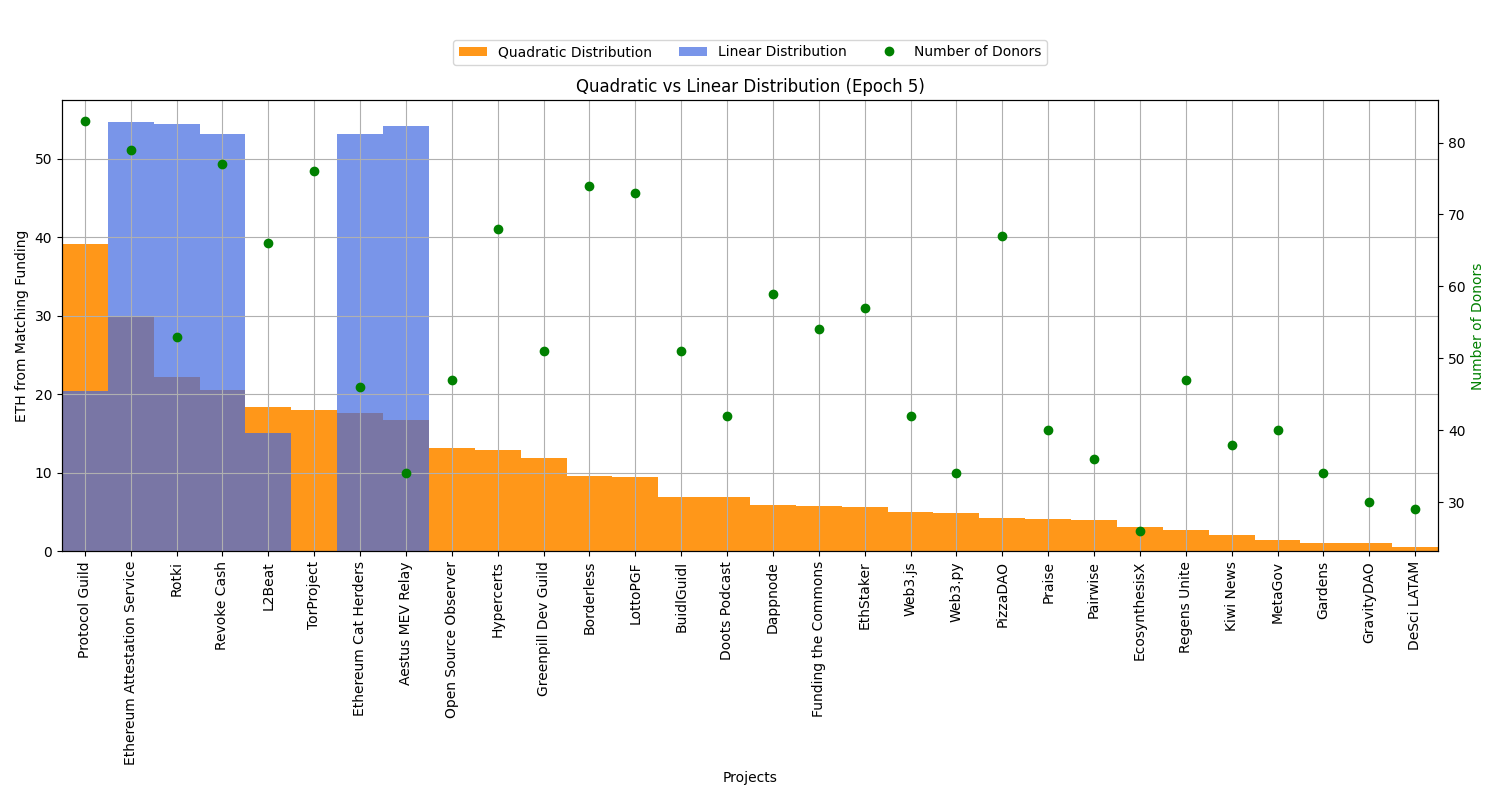 Quadratic Distribution
Linear Distribution
Number of Donors
Quadratic vs Linear Distribution (Epoch 5)
ETH from Matching Funding
50
40
30
20
10
0
80
70
60
50
40
30
Number of Donors
Protocol Guild
Ethereum Attestation Service
Rotki
Revoke Cash
L2Beat
TorProject
Ethereum Cat Herders
Aestus MEV Relay
Open Source Observer
Hypercerts
Greenpill Dev Guild
Borderless
LottoPGF
BuidlGuidl
Doots Podcast
Dappnode
Funding the Commons
EthStaker
Web3.js
Web3.py
PizzaDAO
Praise
Pairwise
EcosynthesisX
Regens Unite
Kiwi News
MetaGov
Gardens
GravityDAO
DeSci LATAM
Projects